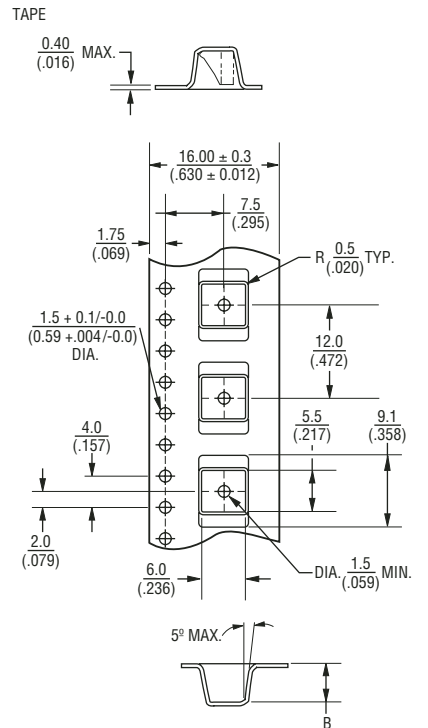 TAPE
0.40
(.016)
MAX.
16.00 ± 0.3
(.630 ± 0.012)
7.5
(.295)
1.75
(.069)
R 0.5
(.020)
TYP.
1.5 + 0.1/-0.0
(0.59 +.004/-0.0)
DIA.
12.0
(.472)
4.0
(.157)
5.5
(.217)
9.1
(.358)
2.0
(.079)
6.0
(.236)
DIA. 1.5
(.059)
MIN.
5º MAX.
B